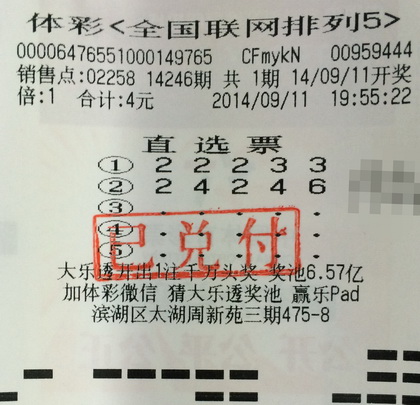 体彩<全国联网排列5>
00006476551000149765 CFmykN 00959444
销售点:02258 14246期 共 1期 14/09/11开奖
倍:1 合计:4元 2014/09/11 19:55:22
直选票
① 2 2 2 3 3
② 2 4 2 4 6
③ - - - - -
④ - - - - -
⑤ - - - - -
已兑付
大乐透开出1注千万头奖 奖池6.57亿
加体彩微信 猜大乐透奖池 赢乐Pad
滨湖区太湖周新苑三期475-8